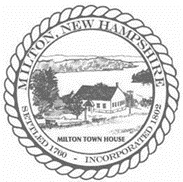 MILTON, NEW HAMPSHIRE
MILTON TOWN HOUSE
SETTLED 1760 - INCORPORATED 1802